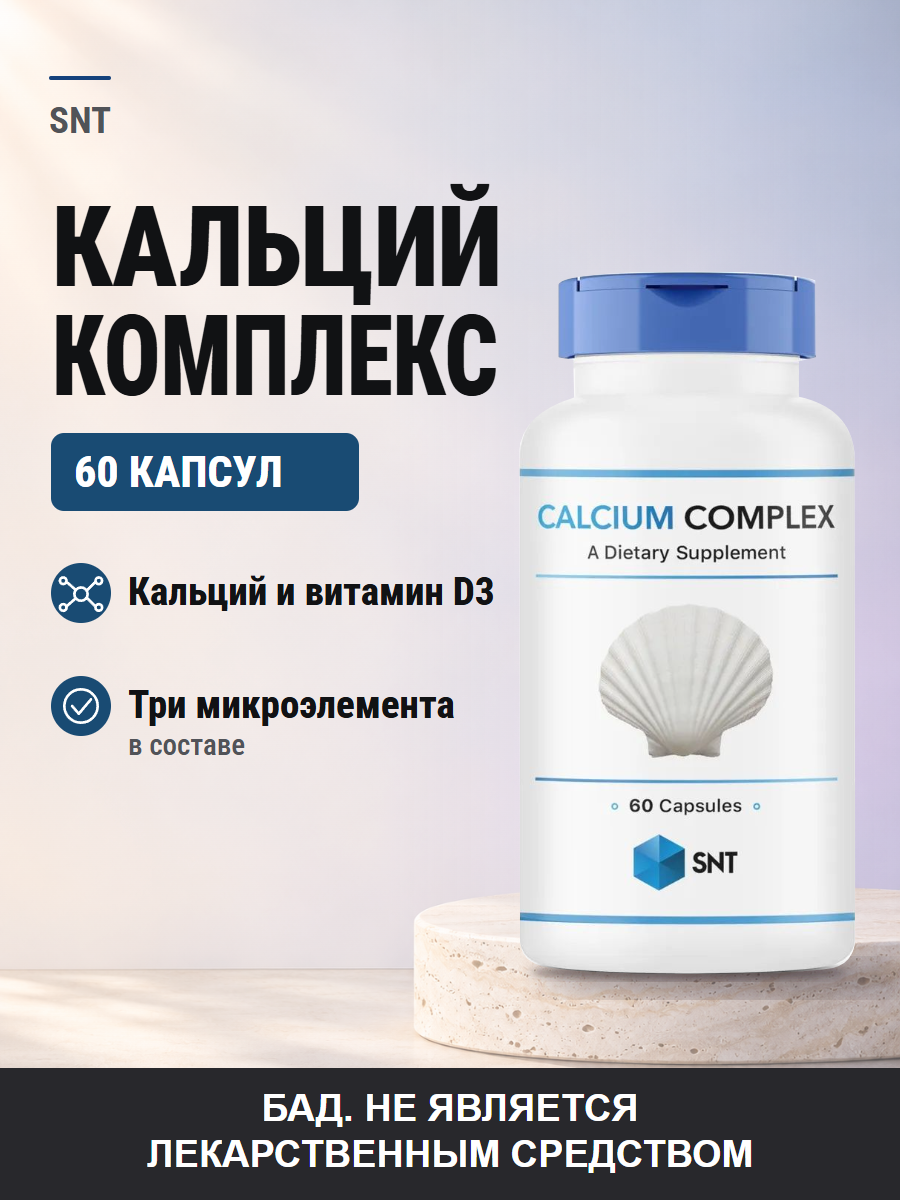 SNT
КАЛЬЦИЙ
КОМПЛЕКС
60 КАПСУЛ
Кальций и витамин D3
Три микроэлемента
в составе
CALCIUM COMPLEX
A Dietary Supplement
60 Capsules
SNT
БАД. НЕ ЯВЛЯЕТСЯ
ЛЕКАРСТВЕННЫМ СРЕДСТВОМ